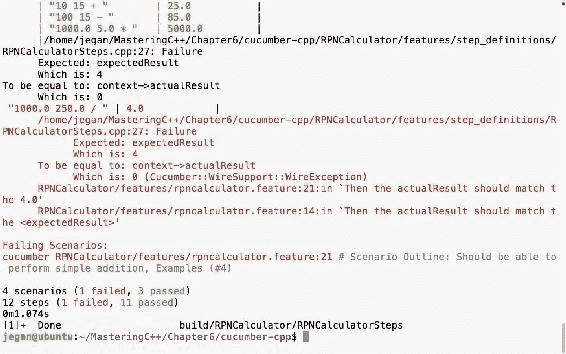 | "10 15 + " | 25.0 |
| "100 15 - " | 85.0 |
| "1000.0 5.0 * " | 5000.0 |
|/home/jegan/MasteringC++/Chapter6/cucumber-cpp/RPNCalculator/features/step_definitions/
RPNCalculatorSteps.cpp:27: Failure
Expected: expectedResult
Which is: 4
To be equal to: context->actualResult
Which is: 0
"1000.0 250.0 / " | 4.0 |
/home/jegan/MasteringC++/Chapter6/cucumber-cpp/RPNCalculator/features/step_definitions/R
PNCalculatorSteps.cpp:27: Failure
Expected: expectedResult
Which is: 4
To be equal to: context->actualResult
Which is: 0 (Cucumber::WireSupport::WireException)
RPNCalculator/features/rpncalculator.feature:21:in `Then the actualResult should match t
he 4.0'
RPNCalculator/features/rpncalculator.feature:14:in `Then the actualResult should match t
he <expectedResult>'
Failing Scenarios:
cucumber RPNCalculator/features/rpncalculator.feature:21 # Scenario Outline: Should be able to
perform simple addition, Examples (#4)
4 scenarios (1 failed, 3 passed)
12 steps (1 failed, 11 passed)
0m1.074s
[1]+ Done build/RPNCalculator/RPNCalculatorSteps
jegan@ubuntu:~/MasteringC++/Chapter6/cucumber-cpp$